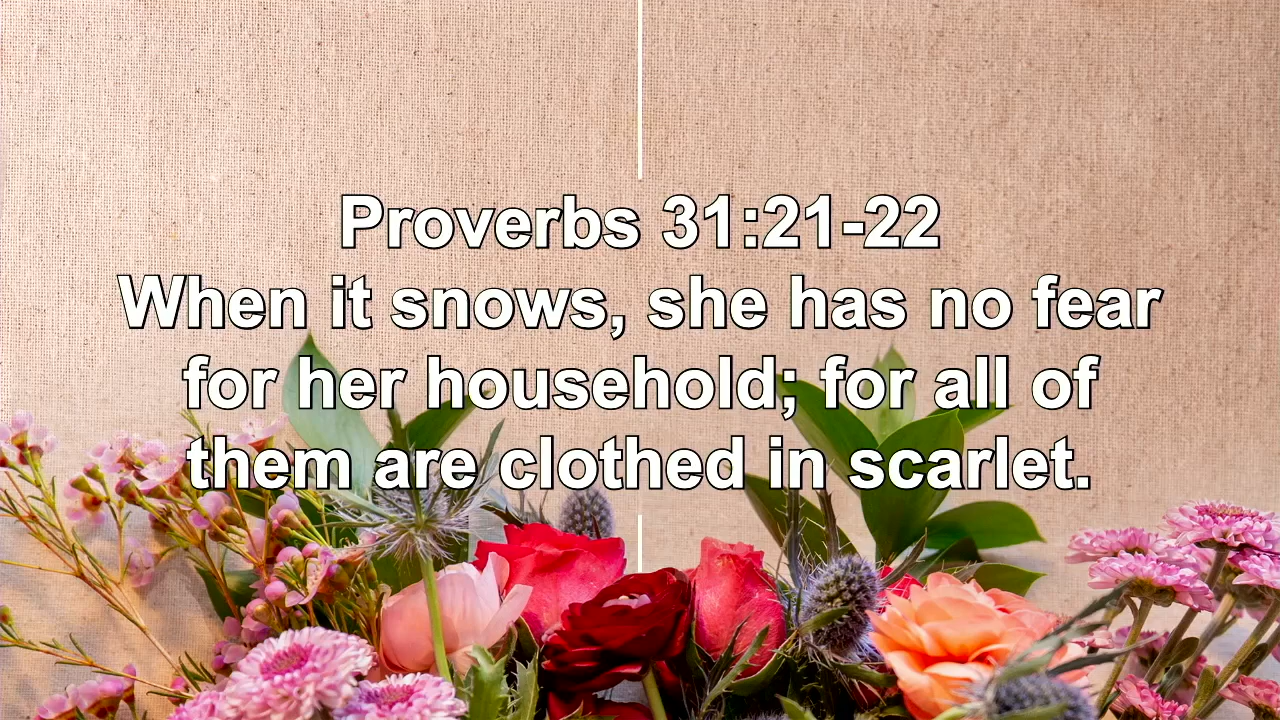 Proverbs 31:21-22
When it snows, she has no fear
for her household; for all of
them are clothed in scarlet.